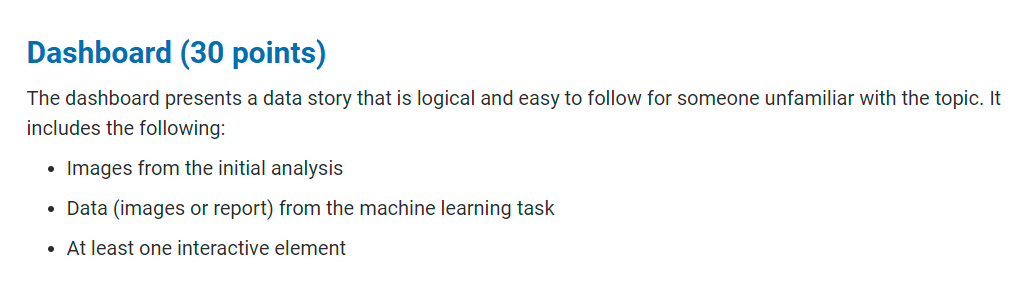 Dashboard (30 points)
The dashboard presents a data story that is logical and easy to follow for someone unfamiliar with the topic. It
includes the following:
• Images from the initial analysis
• Data (images or report) from the machine learning task
• At least one interactive element